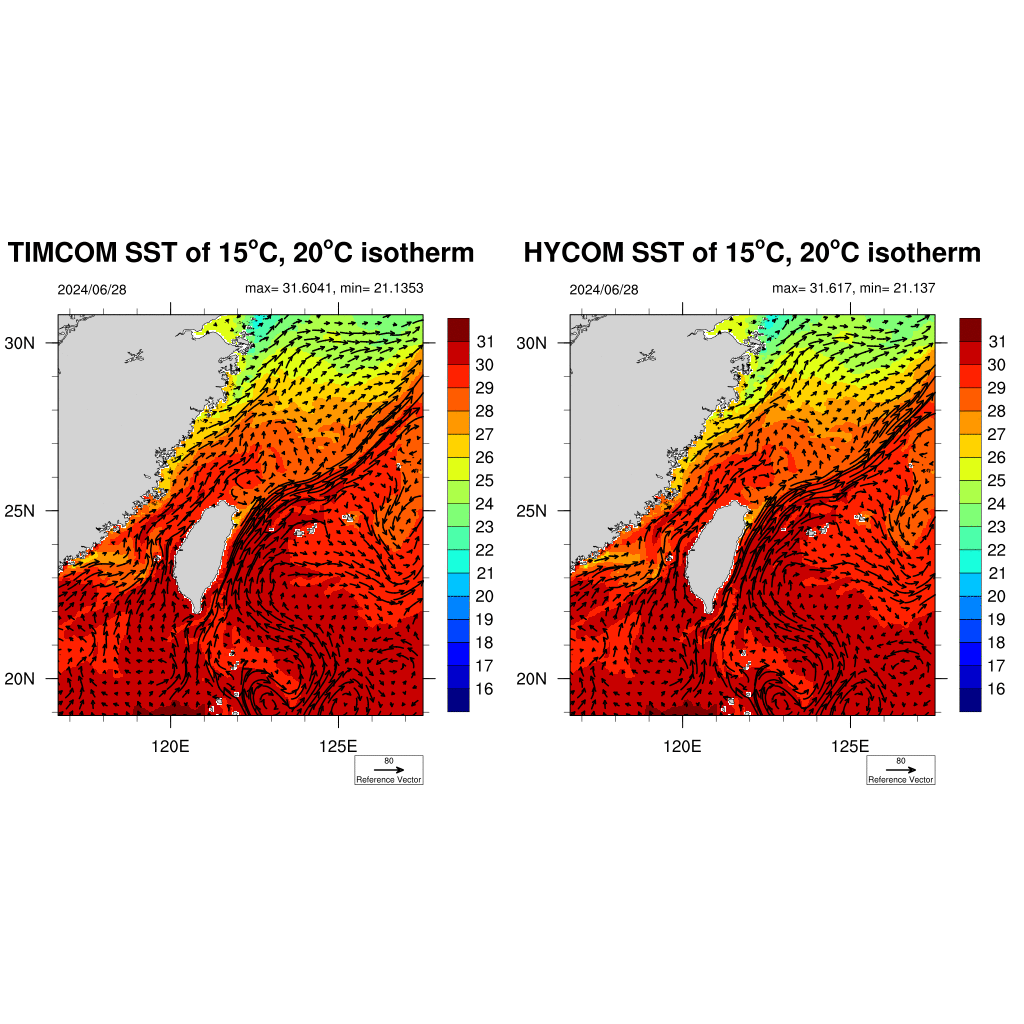 TIMCOM SST of 15°C, 20°C isotherm
2024/06/28
max= 31.6041, min= 21.1353
30N
25N
20N
120E
125E
31
30
29
28
27
26
25
24
23
22
21
20
19
18
17
16
80
Reference Vector
HYCOM SST of 15°C, 20°C isotherm
2024/06/28
max= 31.617, min= 21.137
30N
25N
20N
120E
125E
31
30
29
28
27
26
25
24
23
22
21
20
19
18
17
16
80
Reference Vector